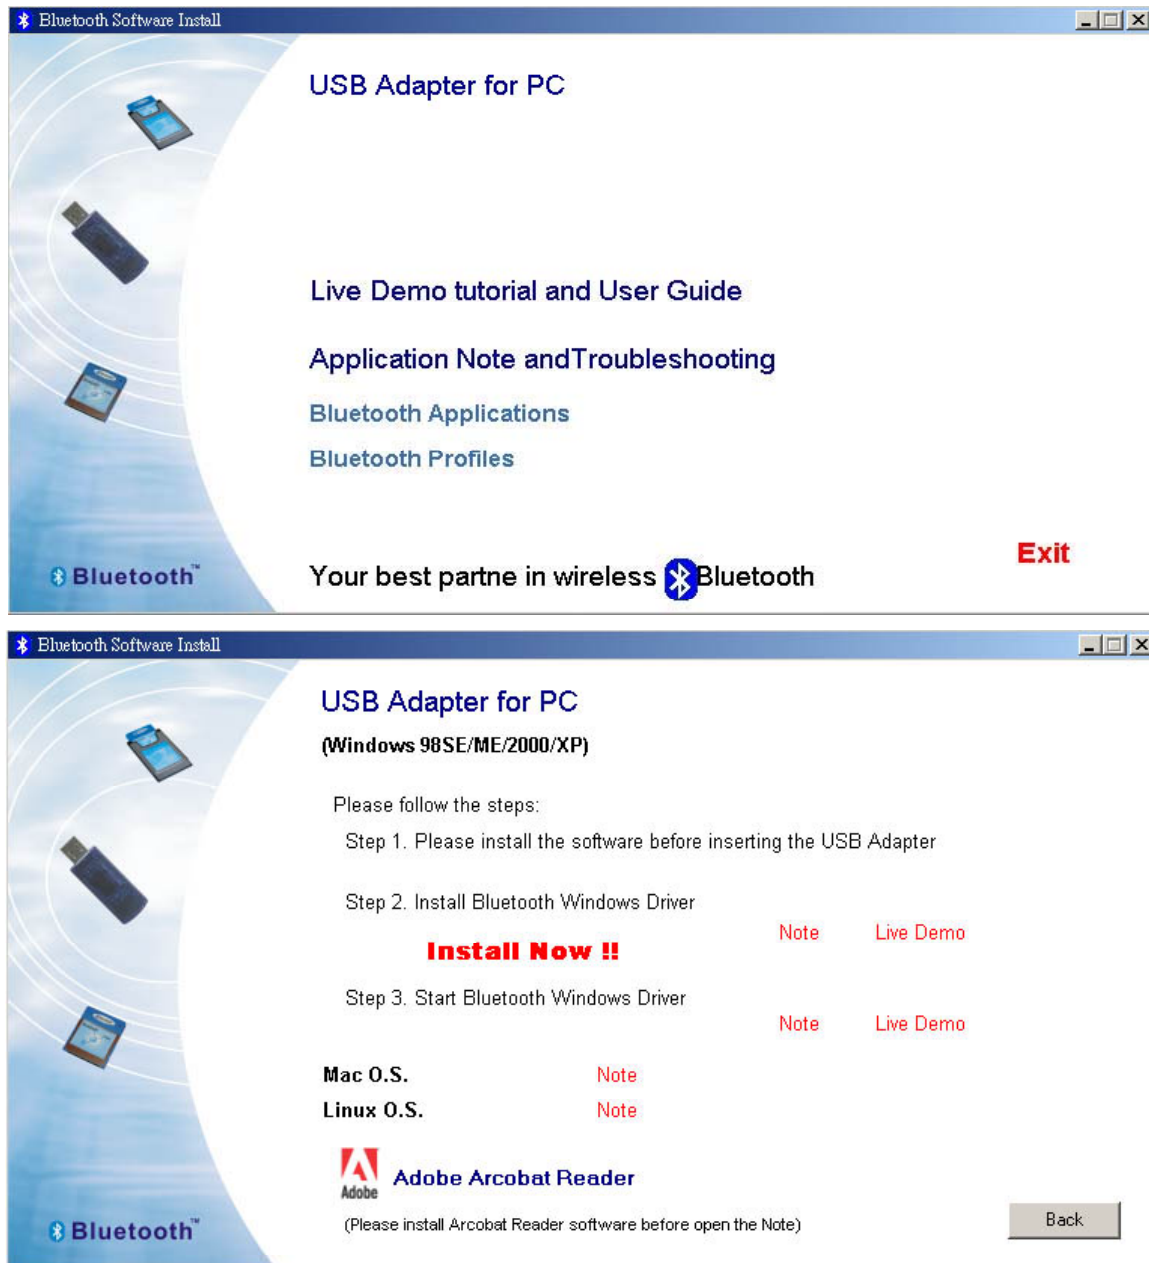 Bluetooth Software Install
USB Adapter for PC
Live Demo tutorial and User Guide
Application Note andTroubleshooting
Bluetooth Applications
Bluetooth Profiles
Exit
Bluetooth™
Your best partne in wireless Bluetooth
Bluetooth Software Install
USB Adapter for PC
(Windows 98SE/ME/2000/XP)
Please follow the steps:
Step 1. Please install the software before inserting the USB Adapter
Step 2. Install Bluetooth Windows Driver
Install Now !! Note Live Demo
Step 3. Start Bluetooth Windows Driver
Note Live Demo
Mac O.S. Note
Linux O.S. Note
Adobe
Adobe Arcobat Reader
(Please install Arcobat Reader software before open the Note)
Back
Bluetooth™